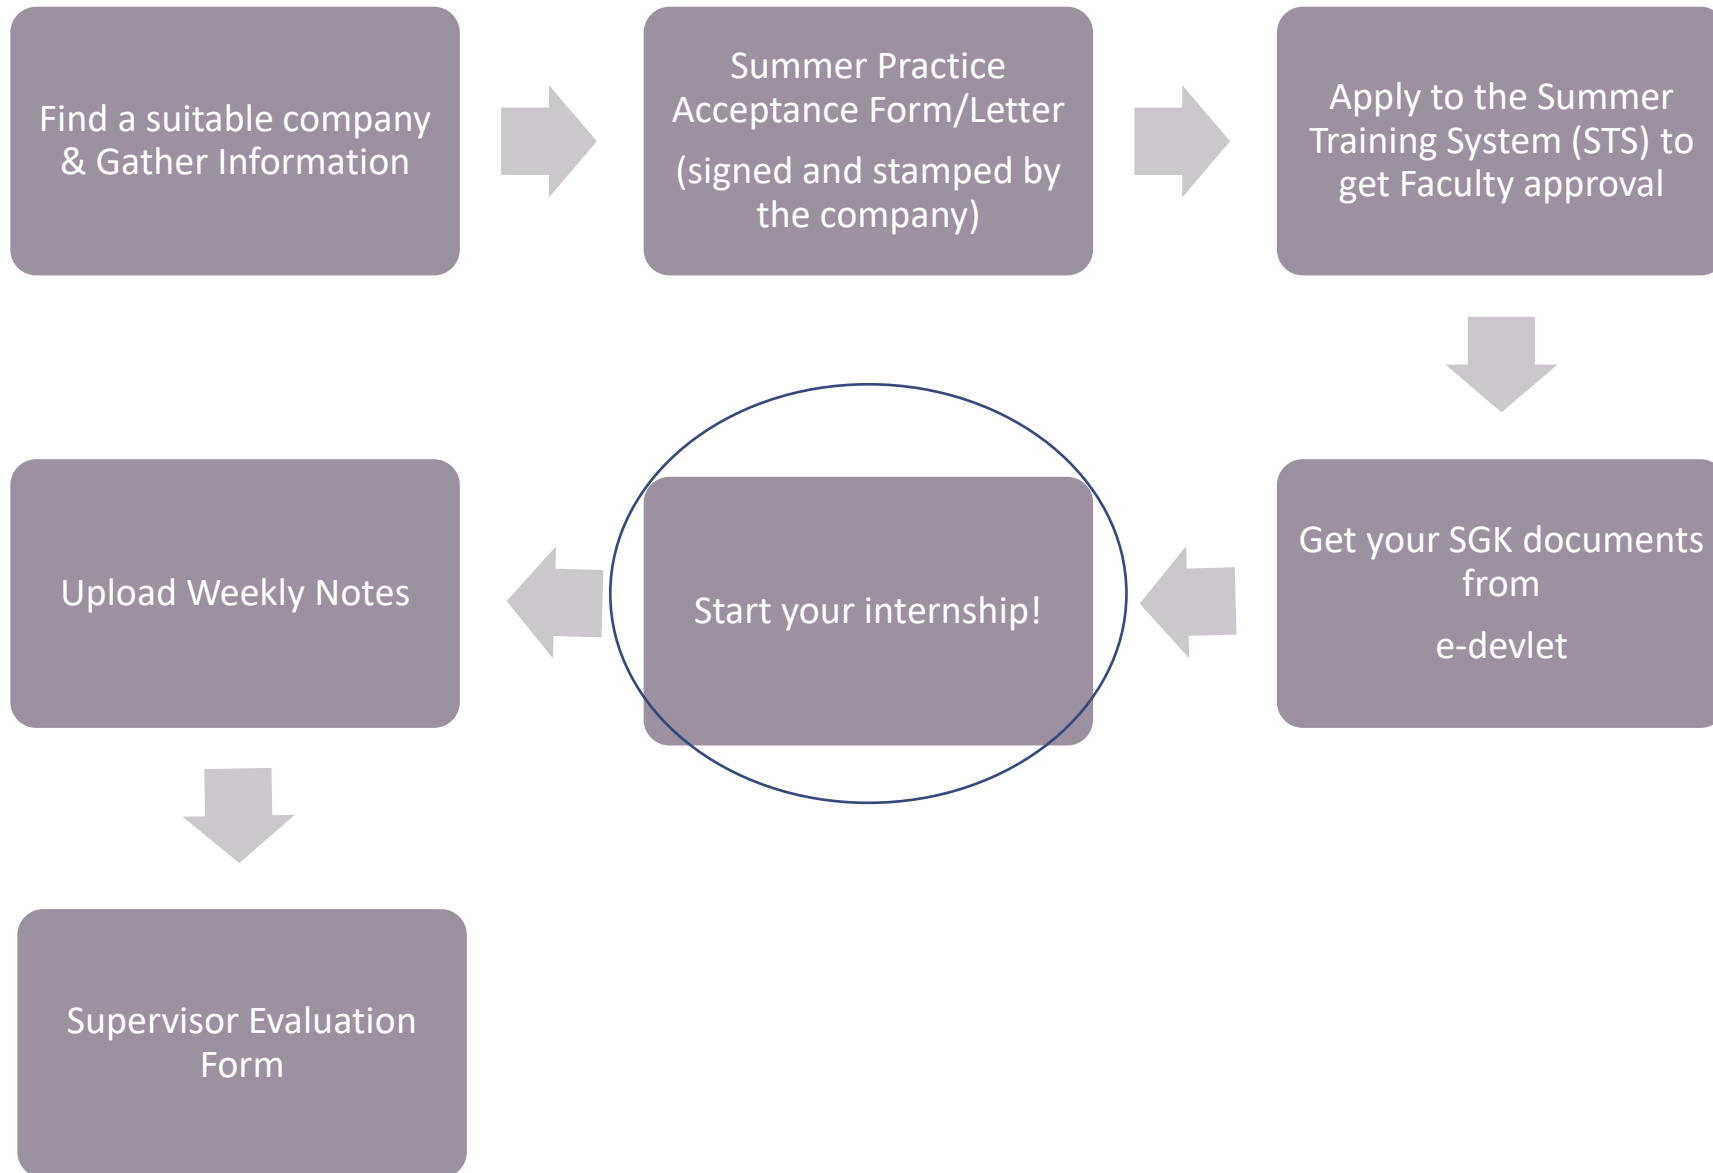 Find a suitable company
& Gather Information
Summer Practice
Acceptance Form/Letter
(signed and stamped by
the company)
Apply to the Summer
Training System (STS) to
get Faculty approval
Get your SGK documents
from
e-devlet
Start your internship!
Upload Weekly Notes
Supervisor Evaluation
Form